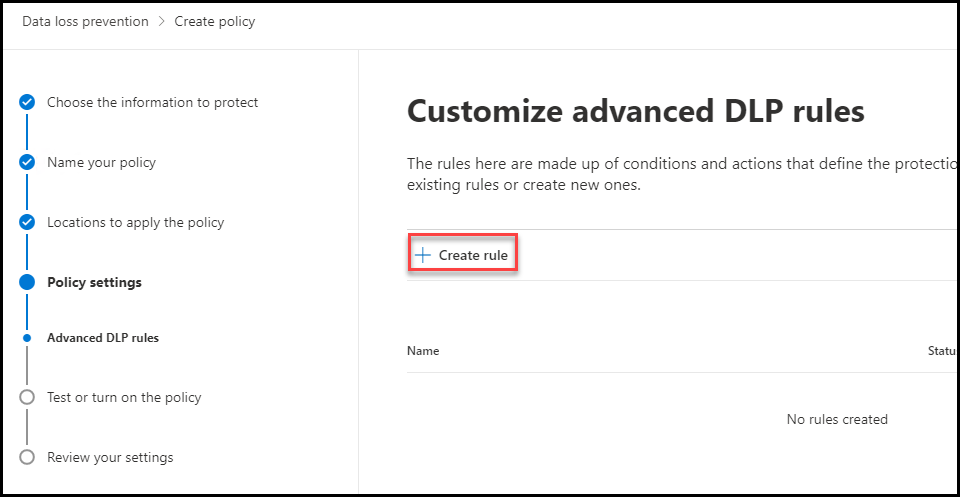 Data loss prevention > Create policy
Choose the information to protect
Name your policy
Locations to apply the policy
Policy settings
Advanced DLP rules
Test or turn on the policy
Review your settings
Customize advanced DLP rules
The rules here are made up of conditions and actions that define the protectio
existing rules or create new ones.
+ Create rule
Name Statu
No rules created